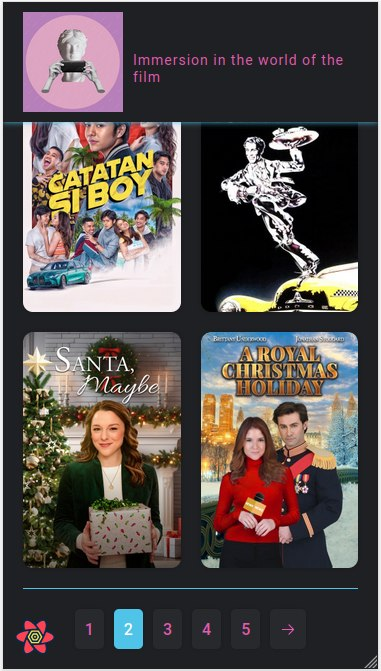 Immersion in the world of the
film
CATATAN
SI BOY
SANTA,
Maybe
BRITTANY UNDERWOOD JONATHAN STODDARD
A ROYAL
CHRISTMAS
HOLIDAY
1 2 3 4 5 →